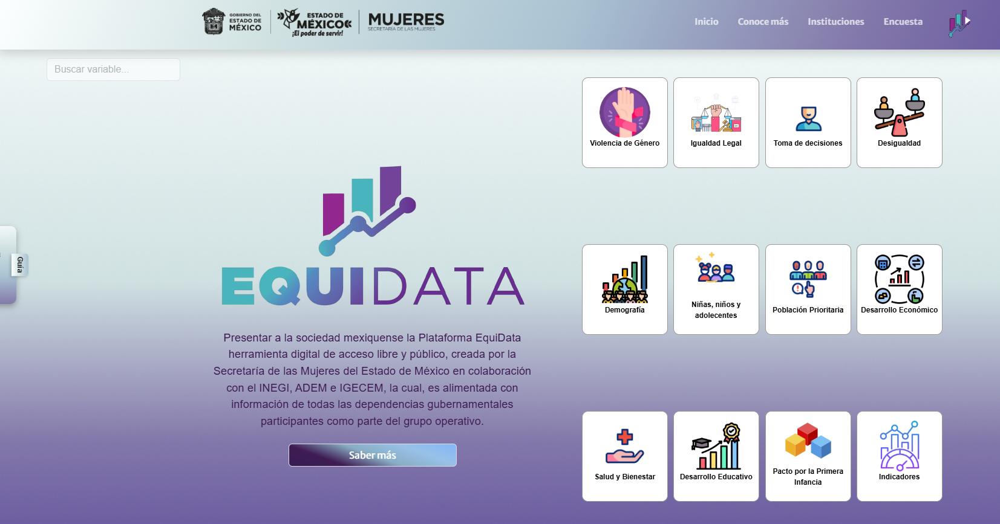 GOBIERNO DEL
ESTADO DE
MÉXICO
ESTADO DE
MÉXICO
¡El poder de servir!
MUJERES
SECRETARÍA DE LAS MUJERES
Inicio
Conoce más
Instituciones
Encuesta
Buscar variable...
Guía
EQUIDATA
Presentar a la sociedad mexiquense la Plataforma EquiData
herramienta digital de acceso libre y público, creada por la
Secretaría de las Mujeres del Estado de México en colaboración
con el INEGI, ADEM e IGECEM, la cual, es alimentada con
información de todas las dependencias gubernamentales
participantes como parte del grupo operativo.
Saber más
Violencia de Género
Igualdad Legal
Toma de decisiones
Desigualdad
Demografía
Niñas, niños y
adolecentes
Población Prioritaria
Desarrollo Económico
Salud y Bienestar
Desarrollo Educativo
Pacto por la Primera
Infancia
Indicadores